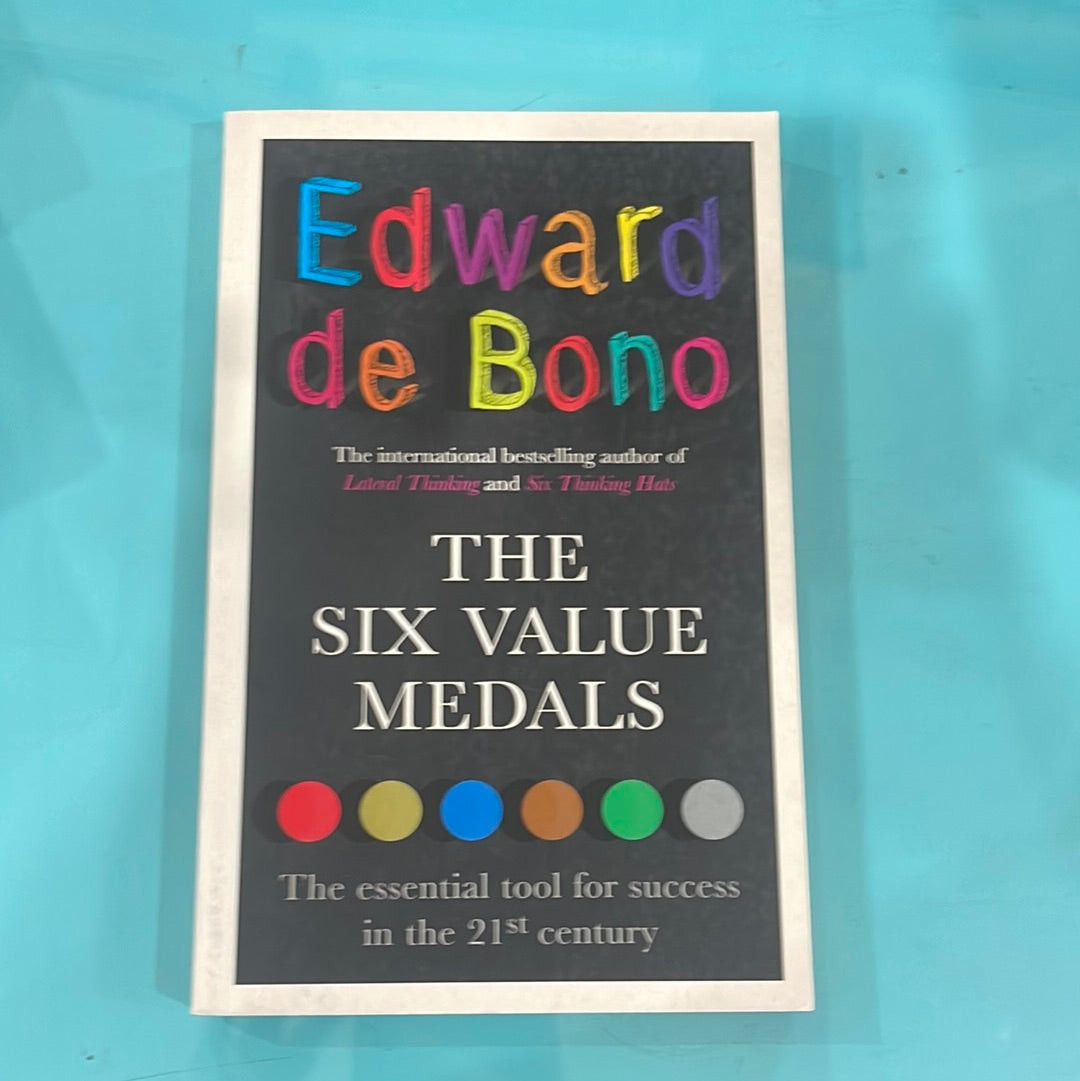 Edward
de Bono
The international bestselling author of
Lateral Thinking and Six Thinking Hats
THE
SIX VALUE
MEDALS
The essential tool for success
in the 21st century